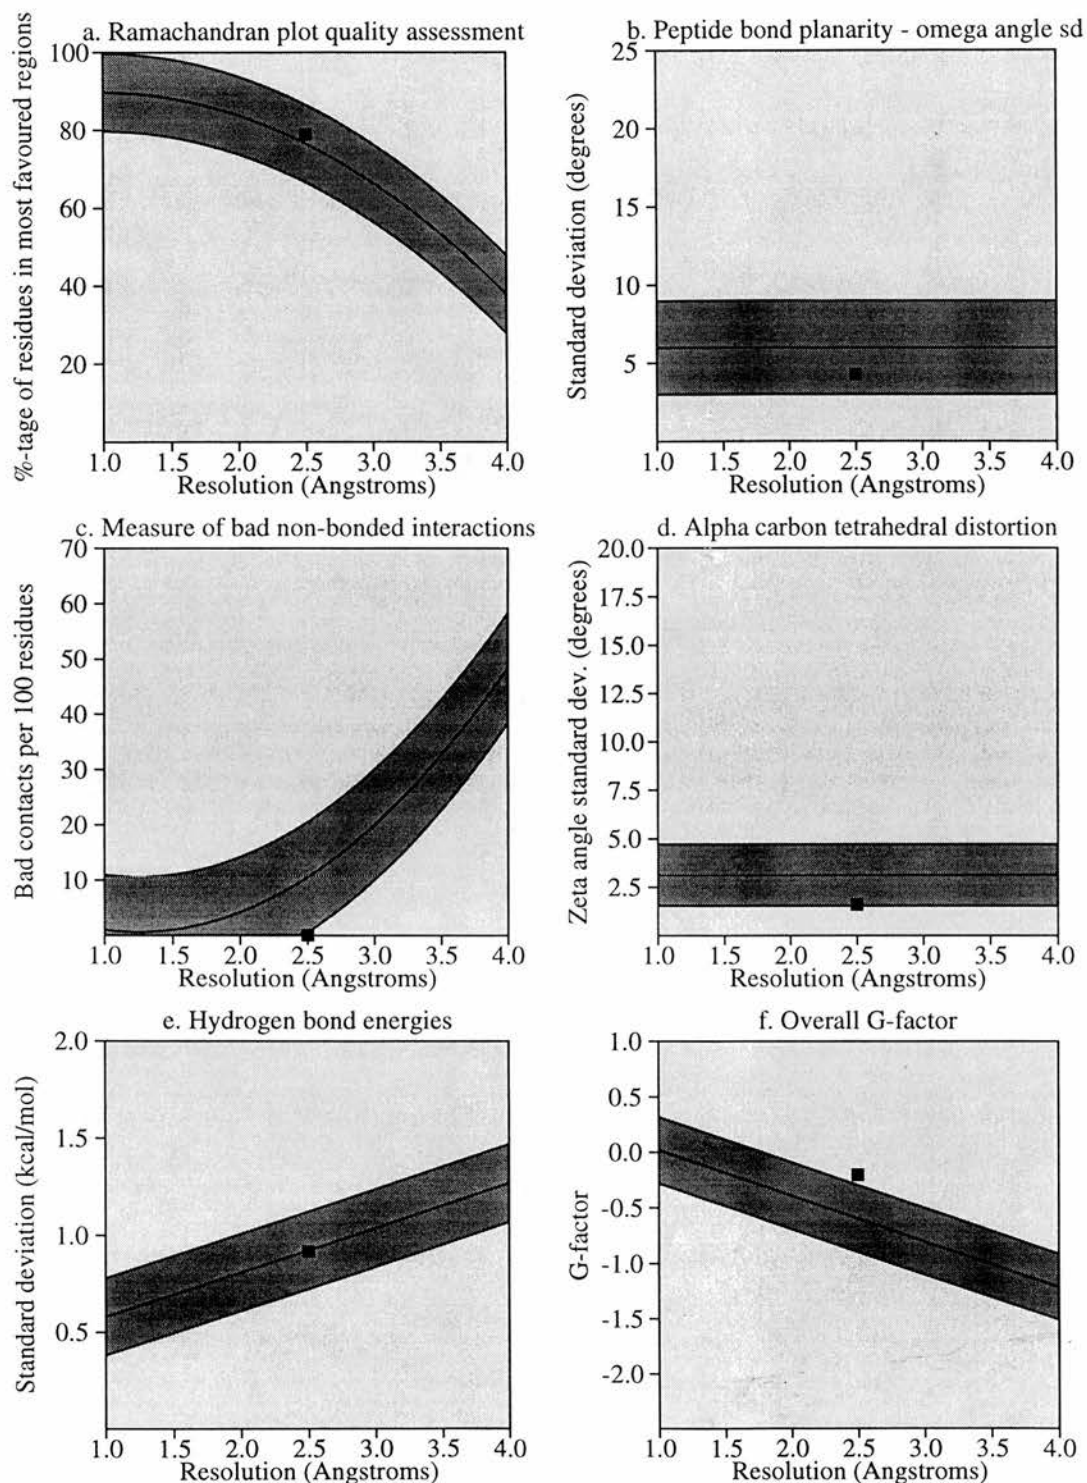 a. Ramachandran plot quality assessment
%-tage of residues in most favoured regions
100
80
60
40
20
1.0 1.5 2.0 2.5 3.0 3.5 4.0
Resolution (Angstroms)
b. Peptide bond planarity - omega angle sd
Standard deviation (degrees)
25
20
15
10
5
1.0 1.5 2.0 2.5 3.0 3.5 4.0
Resolution (Angstroms)
c. Measure of bad non-bonded interactions
Bad contacts per 100 residues
70
60
50
40
30
20
10
1.0 1.5 2.0 2.5 3.0 3.5 4.0
Resolution (Angstroms)
d. Alpha carbon tetrahedral distortion
Zeta angle standard dev. (degrees)
20.0
17.5
15.0
12.5
10.0
7.5
5.0
2.5
1.0 1.5 2.0 2.5 3.0 3.5 4.0
Resolution (Angstroms)
e. Hydrogen bond energies
Standard deviation (kcal/mol)
2.0
1.5
1.0
0.5
1.0 1.5 2.0 2.5 3.0 3.5 4.0
Resolution (Angstroms)
f. Overall G-factor
G-factor
1.0
0.5
0.0
-0.5
-1.0
-1.5
-2.0
1.0 1.5 2.0 2.5 3.0 3.5 4.0
Resolution (Angstroms)